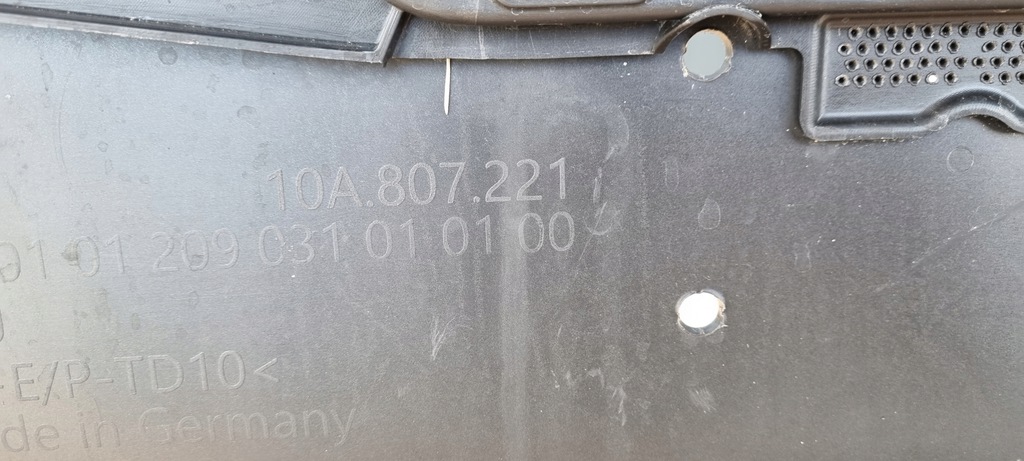 10A.807.221
01 01 209 031 01 01 00
E/P-TD10<
de in Germany